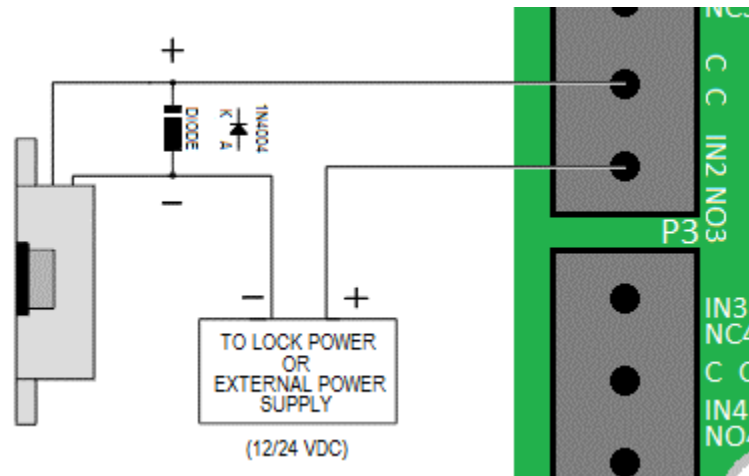 NC3
+
C C
1N4004
K A
DIODE
IN2 NO3
−
P3
− +
IN3
NC4
TO LOCK POWER
OR
EXTERNAL POWER
SUPPLY
C C
IN4
NO4
(12/24 VDC)